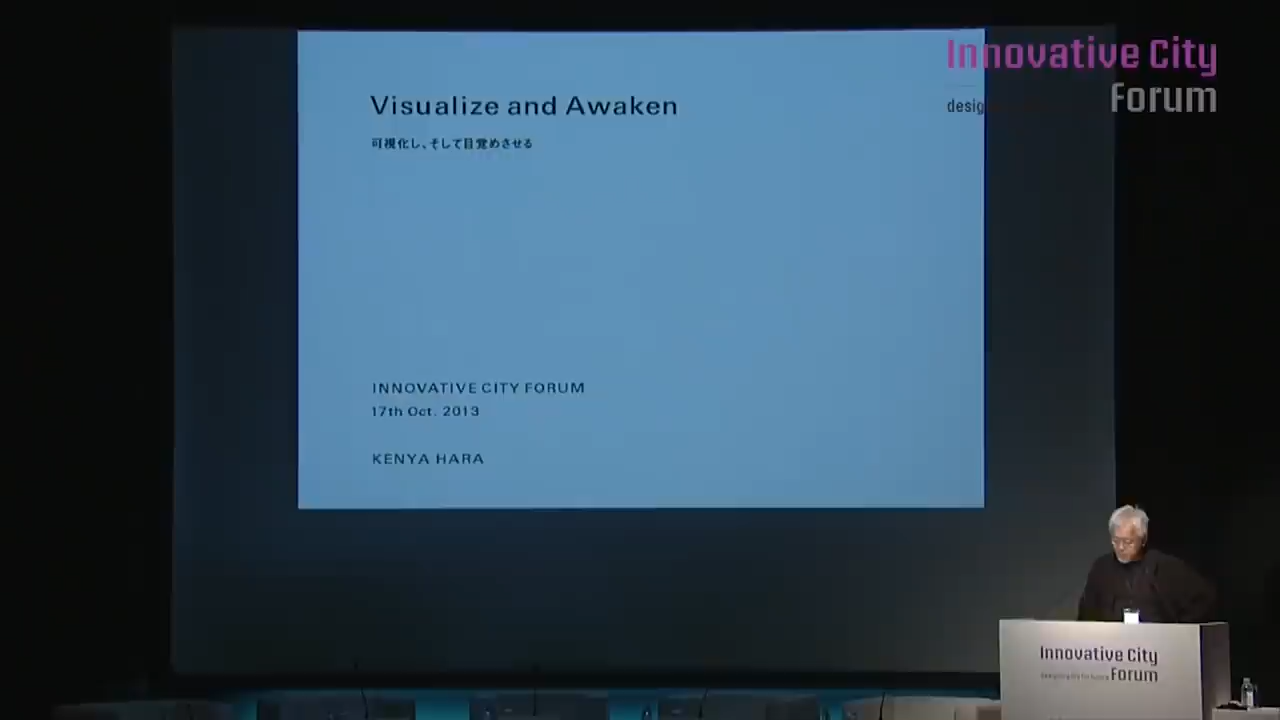 Innovative City
Forum
Visualize and Awaken
desig
可視化し、そして目覚めさせる
INNOVATIVE CITY FORUM
17th Oct. 2013
KENYA HARA
Innovative City
Forum